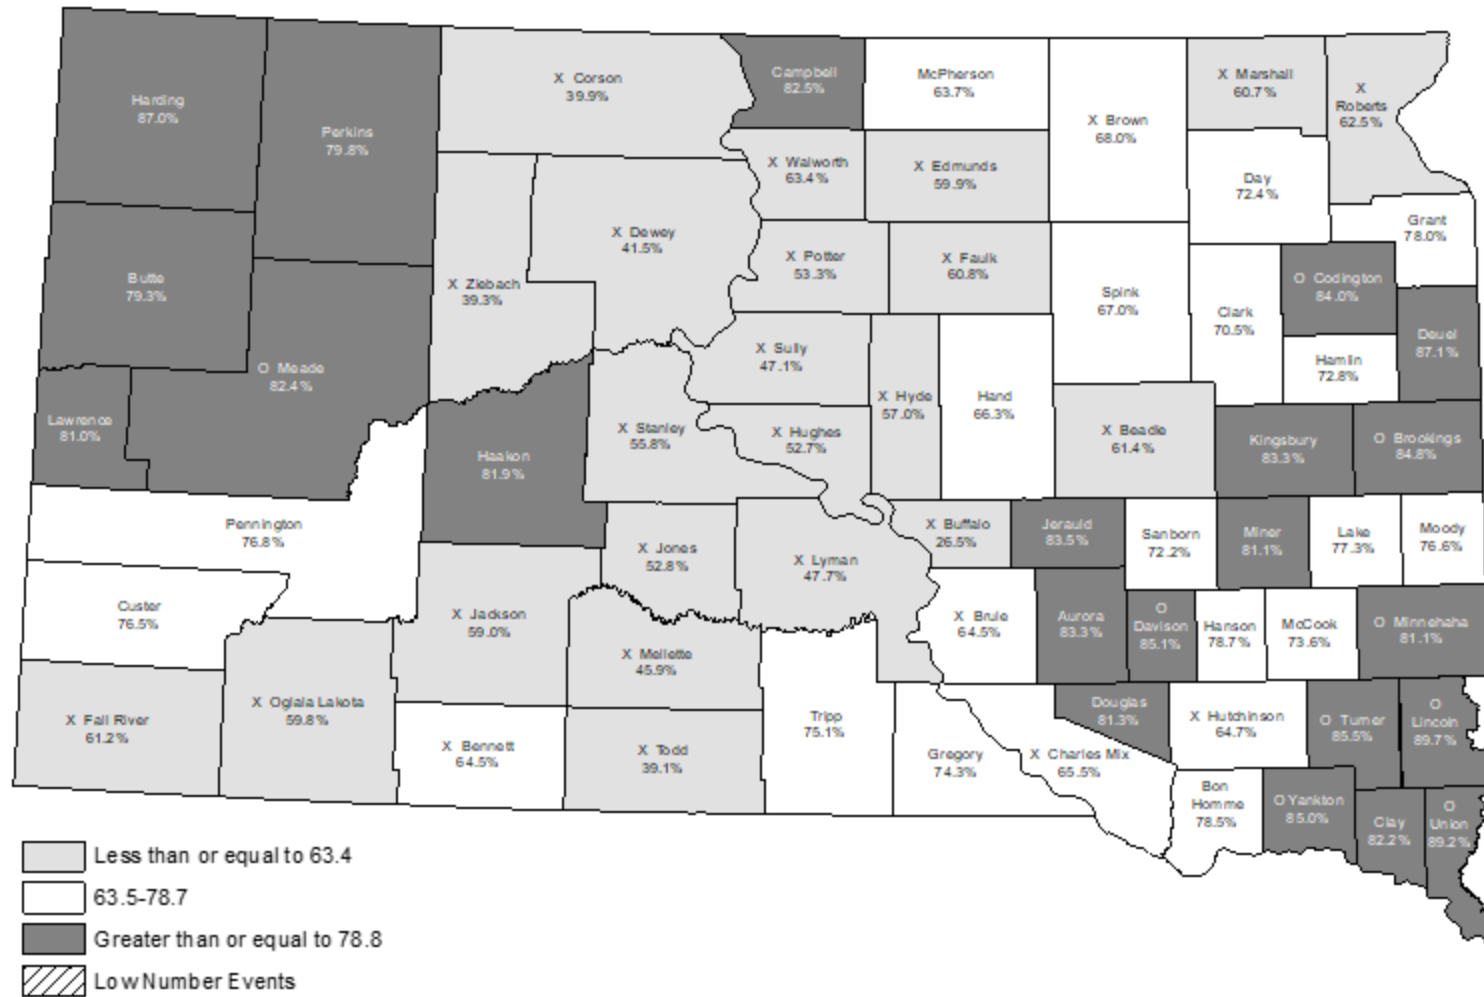 Harding
87.0%
Perkins
79.8%
X Corson
39.9%
Campbell
82.5%
McPherson
63.7%
X Brown
68.0%
X Marshall
60.7%
X
Roberts
62.5%
X Walworth
63.4%
X Edmunds
59.9%
Day
72.4%
Grant
78.0%
Butte
79.3%
O Meade
82.4%
X Ziebach
39.3%
X Dewey
41.5%
X Potter
53.3%
X Faulk
60.8%
Spink
67.0%
Clark
70.5%
O Codington
84.0%
Hamlin
72.8%
Deuel
87.1%
Lawrence
81.0%
Haakon
81.9%
X Stanley
55.8%
X Sully
47.1%
X Hughes
52.7%
X Hyde
57.0%
Hand
66.3%
X Beadle
61.4%
Kingsbury
83.3%
O Brookings
84.8%
Pennington
76.8%
X Jones
52.8%
X Lyman
47.7%
X Buffalo
26.5%
Jerauld
83.5%
Sanborn
72.2%
Miner
81.1%
Lake
77.3%
Moody
76.6%
Custer
76.5%
X Jackson
59.0%
X Mellette
45.9%
X Brule
64.5%
Aurora
83.3%
O
Davison
85.1%
Hanson
78.7%
McCook
73.6%
O Minnehaha
81.1%
X Fall River
61.2%
X Oglala Lakota
59.8%
X Bennett
64.5%
X Todd
39.1%
Tripp
75.1%
Gregory
74.3%
X Charles Mix
65.5%
Douglas
81.3%
X Hutchinson
64.7%
O Turner
85.5%
O
Lincoln
89.7%
Bon
Homme
78.5%
O Yankton
85.0%
Clay
82.2%
O
Union
89.2%
Less than or equal to 63.4
63.5-78.7
Greater than or equal to 78.8
Low Number Events